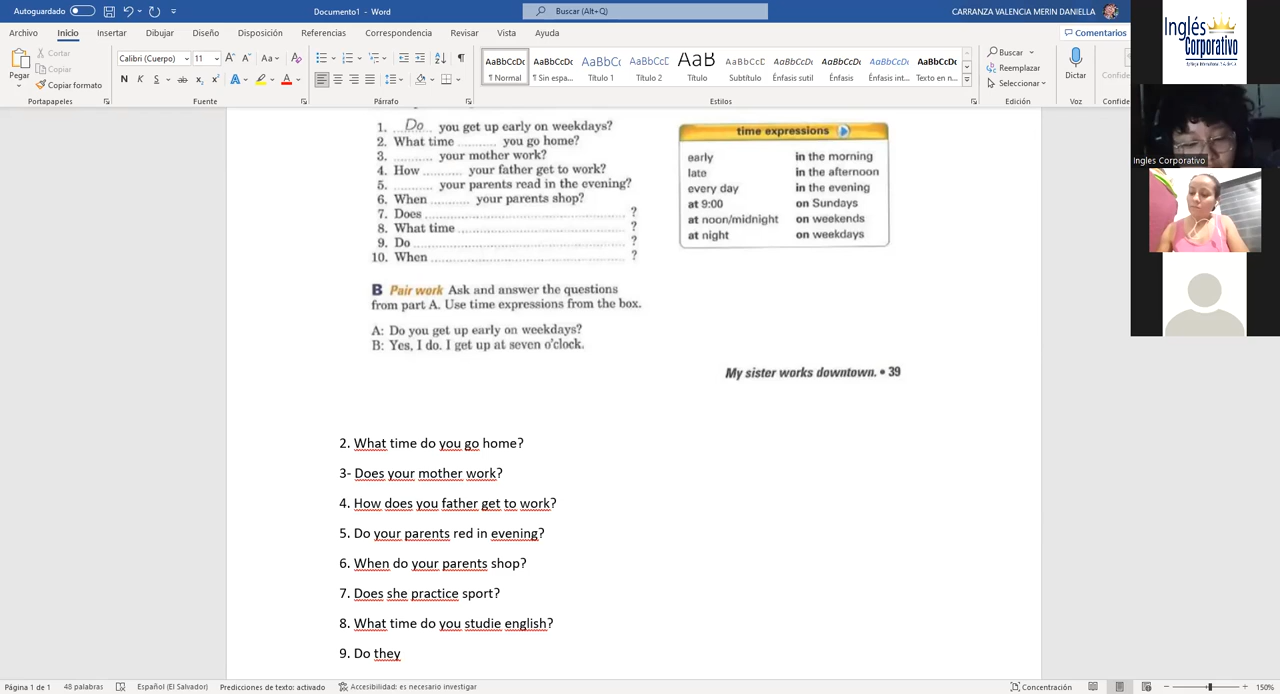 Autoguardado
Documento1 - Word
Buscar (Alt+Q)
CARRANZA VALENCIA MERIN DANIELLA
Archivo Inicio Insertar Dibujar Diseño Disposición Referencias Correspondencia Revisar Vista Ayuda
Comentarios
Pegar
Cortar
Copiar
Copiar formato
Portapapeles
Calibri (Cuerpo) 11
Fuente
Párrafo
AaBbCcDc ¶ Normal
AaBbCcDc ¶ Sin espa...
AaBbCc Título 1
AaBbCcD Título 2
AaB Título
AaBbCcD Subtítulo
AaBbCcDc Énfasis sutil
AaBbCcDc Énfasis
AaBbCcDc Énfasis int...
AaBbCcDc Texto en n...
Estilos
Buscar
Reemplazar
Seleccionar
Edición
Dictar
Voz
Confide
Confide
1. Do you get up early on weekdays?
2. What time .......... you go home?
3. .......... your mother work?
4. How .......... your father get to work?
5. .......... your parents read in the evening?
6. When .......... your parents shop?
7. Does .......... ?
8. What time .......... ?
9. Do .......... ?
10. When .......... ?
time expressions
early in the morning
late in the afternoon
every day in the evening
at 9:00 on Sundays
at noon/midnight on weekends
at night on weekdays
B Pair work Ask and answer the questions
from part A. Use time expressions from the box.
A: Do you get up early on weekdays?
B: Yes, I do. I get up at seven o'clock.
My sister works downtown. • 39
2. What time do you go home?
3- Does your mother work?
4. How does you father get to work?
5. Do your parents red in evening?
6. When do your parents shop?
7. Does she practice sport?
8. What time do you studie english?
9. Do they
Inglés
Corporativo
Ingles Corporativo
Página 1 de 1 48 palabras Español (El Salvador) Predicciones de texto: activado Accesibilidad: es necesario investigar
Concentración
150%